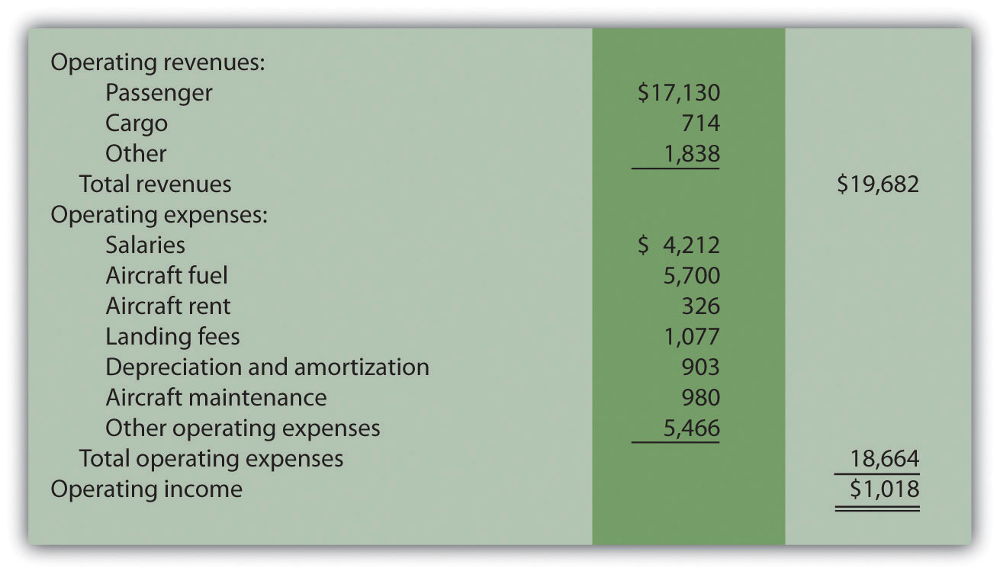 Operating revenues:
Passenger $17,130
Cargo 714
Other 1,838
Total revenues $19,682
Operating expenses:
Salaries $ 4,212
Aircraft fuel 5,700
Aircraft rent 326
Landing fees 1,077
Depreciation and amortization 903
Aircraft maintenance 980
Other operating expenses 5,466
Total operating expenses 18,664
Operating income $1,018